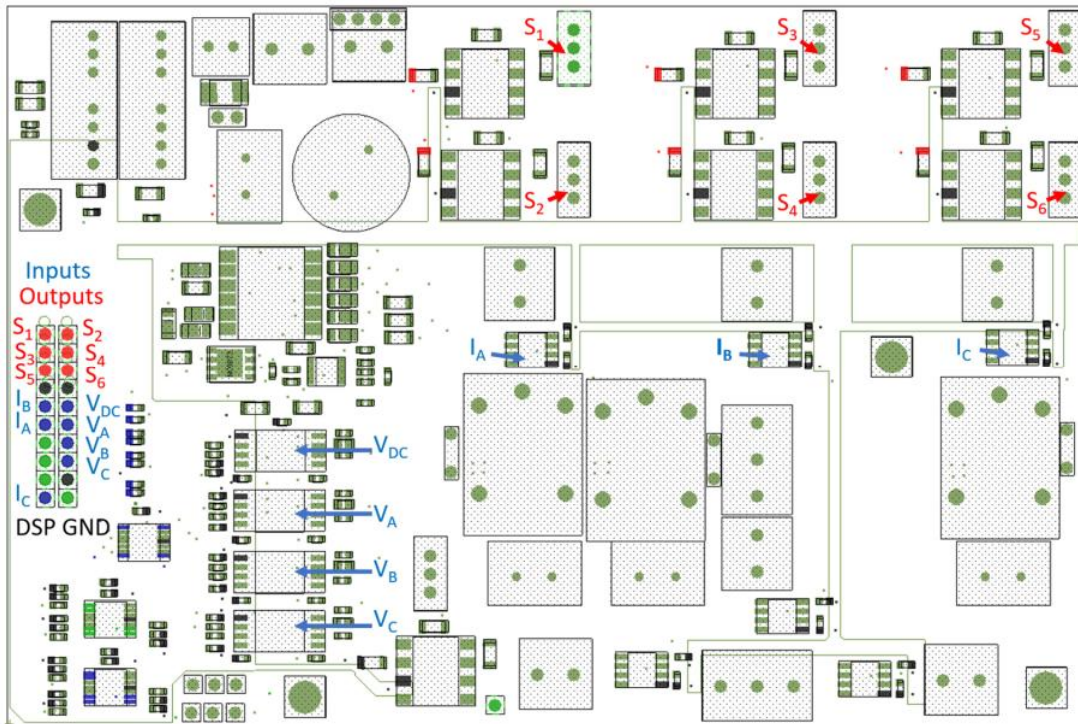 S1
S3
S5
S2
S4
S6
Inputs
Outputs
S1 S2
S3 S4
S5 S6
IB VDC
IA VA
VB
VC
IC
DSP GND
IA
IB
IC
VDC
VA
VB
VC